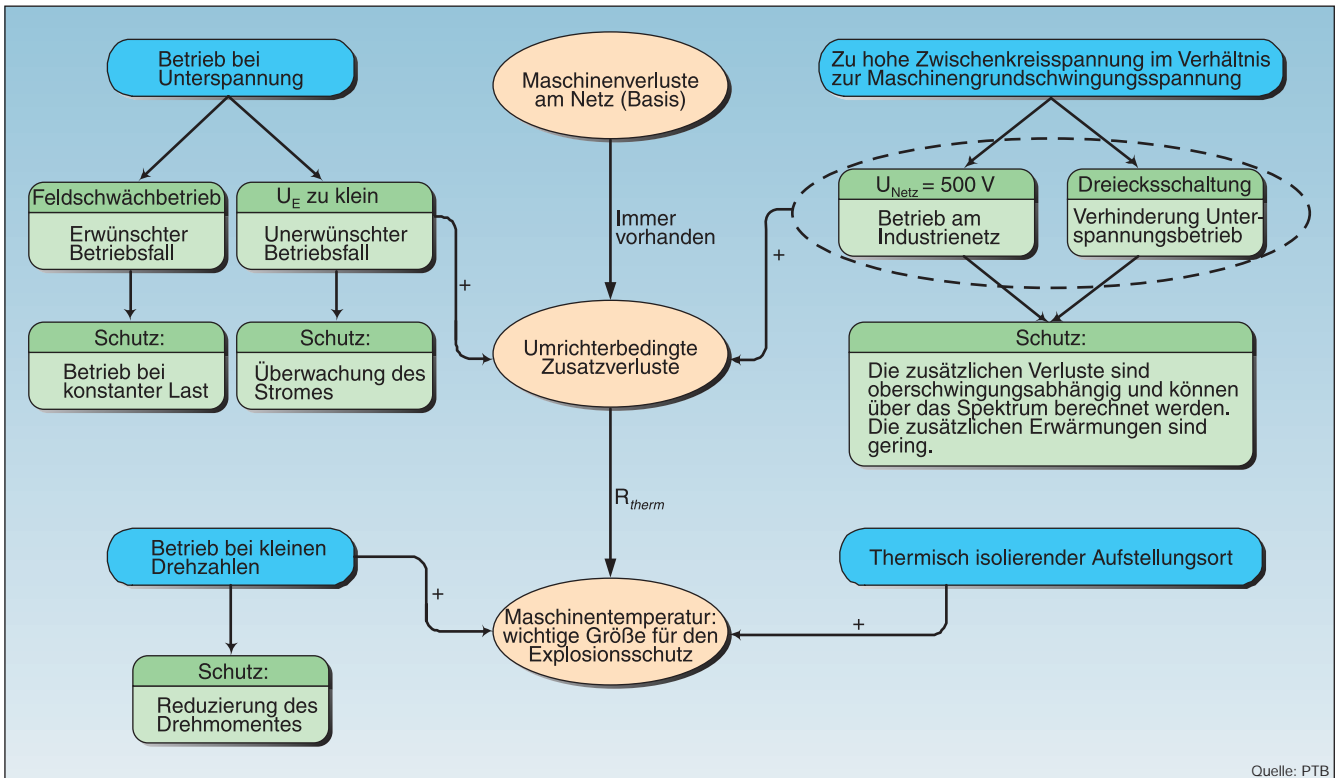 Betrieb bei
Unterspannung
Maschinenverluste
am Netz (Basis)
Zu hohe Zwischenkreisspannung im Verhältnis
zur Maschinengrundschwingungsspannung
Feldschwächbetrieb
Erwünschter
Betriebsfall
U_E zu klein
Unerwünschter
Betriebsfall
+
Immer
vorhanden
+
U_Netz = 500 V
Betrieb am
Industrienetz
Dreiecksschaltung
Verhinderung Unter-
spannungsbetrieb
Schutz:
Betrieb bei
konstanter Last
Schutz:
Überwachung des
Stromes
Umrichterbedingte
Zusatzverluste
Schutz:
Die zusätzlichen Verluste sind
oberschwingungsabhängig und können
über das Spektrum berechnet werden.
Die zusätzlichen Erwärmungen sind
gering.
R_therm
Betrieb bei kleinen
Drehzahlen
+
Maschinentemperatur:
wichtige Größe für den
Explosionsschutz
Thermisch isolierender Aufstellungsort
+
Schutz:
Reduzierung des
Drehmomentes
Quelle: PTB